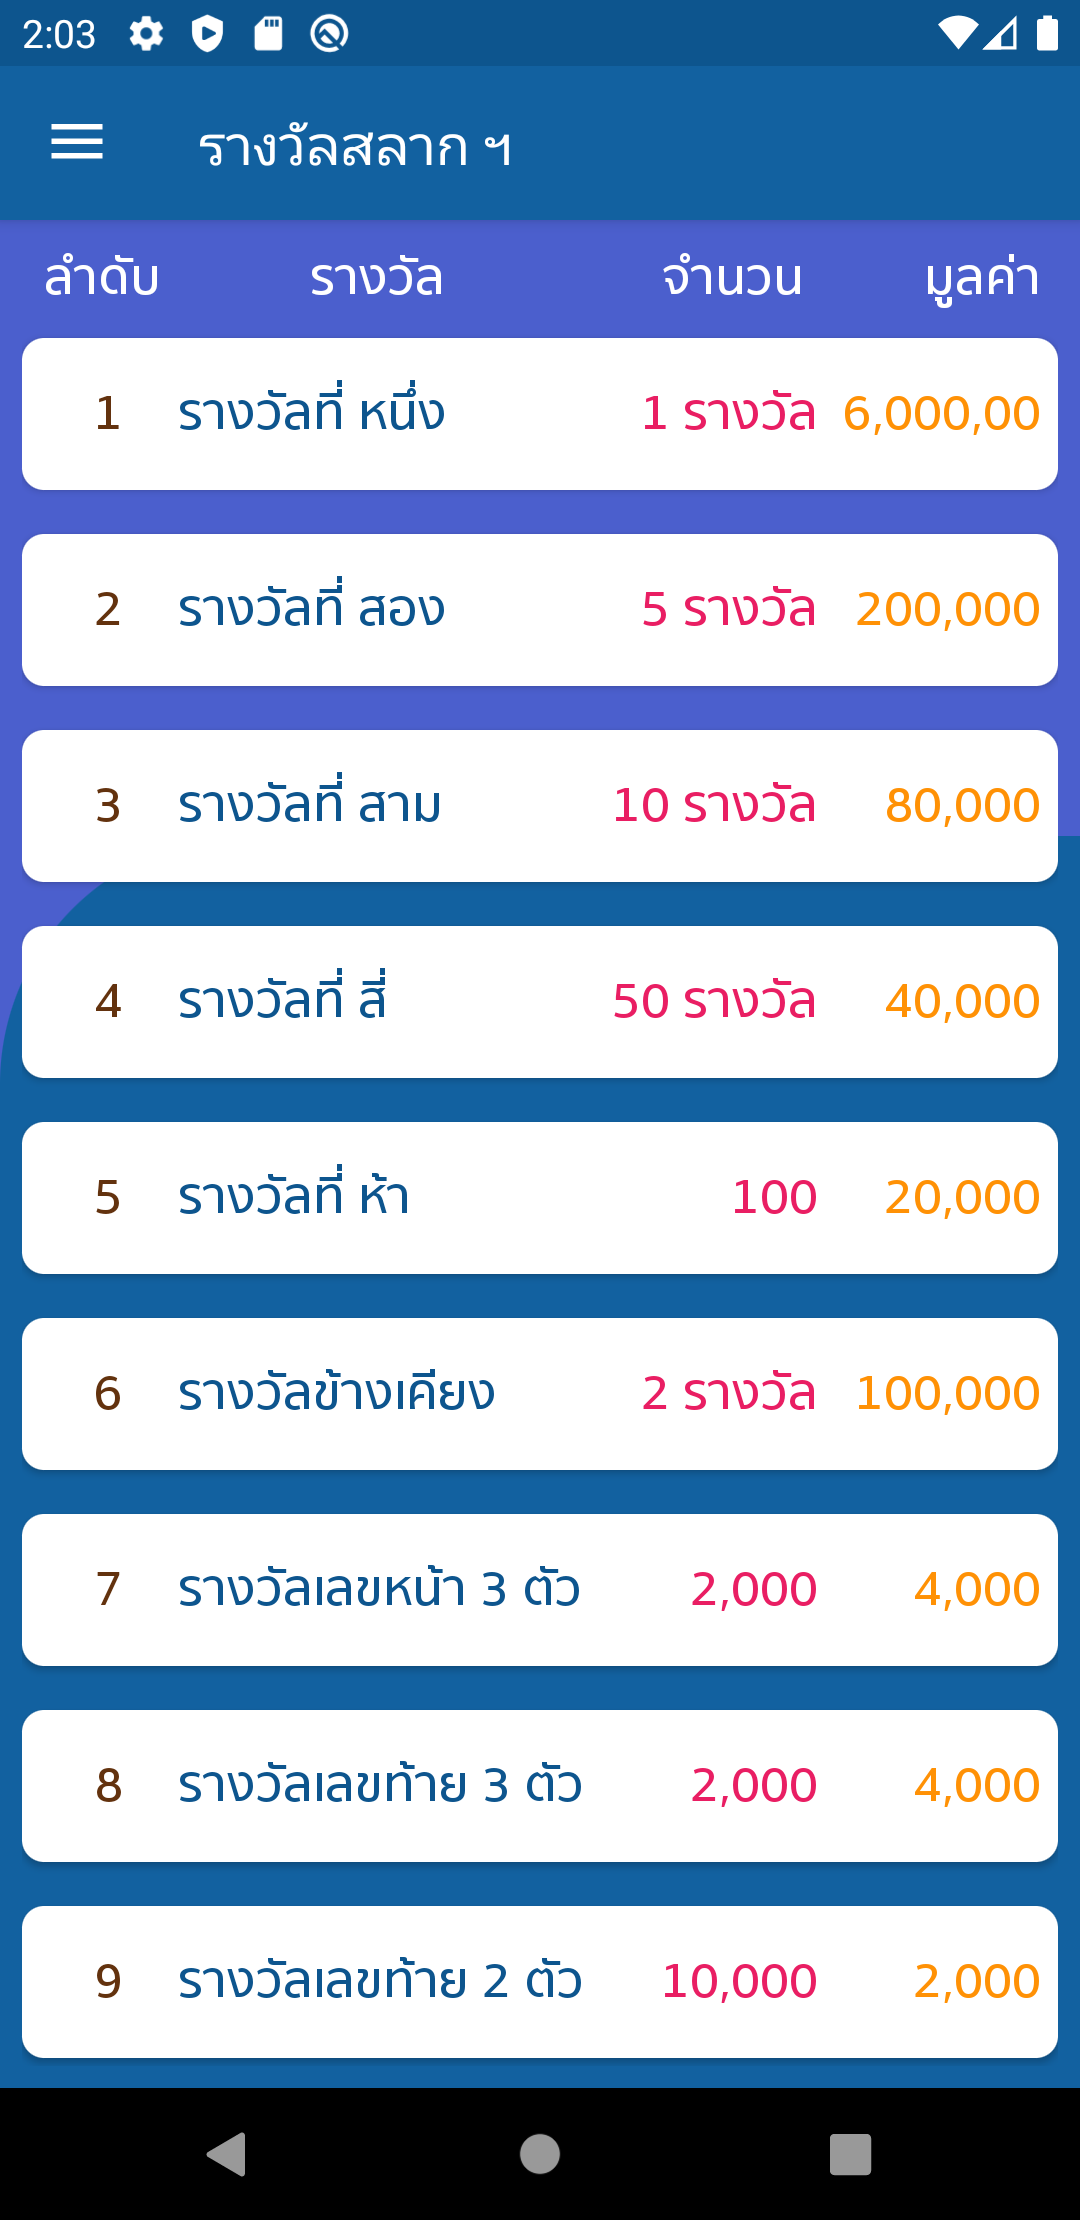 2:03
รางวัลสลาก ฯ
ลำดับ รางวัล จำนวน มูลค่า
1 รางวัลที่ หนึ่ง 1 รางวัล 6,000,00
2 รางวัลที่ สอง 5 รางวัล 200,000
3 รางวัลที่ สาม 10 รางวัล 80,000
4 รางวัลที่ สี่ 50 รางวัล 40,000
5 รางวัลที่ ห้า 100 20,000
6 รางวัลข้างเคียง 2 รางวัล 100,000
7 รางวัลเลขหน้า 3 ตัว 2,000 4,000
8 รางวัลเลขท้าย 3 ตัว 2,000 4,000
9 รางวัลเลขท้าย 2 ตัว 10,000 2,000